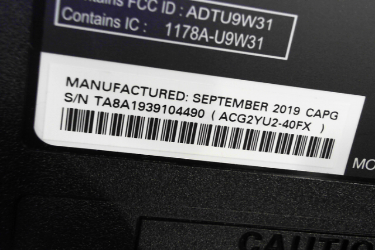 Contains FCC ID : ADTU9W31
Contains IC : 1178A-U9W31
MANUFACTURED: SEPTEMBER 2019 CAPG
S/N TA8A1939104490 ( ACG2YU2-40FX )
MO
CAUTIO